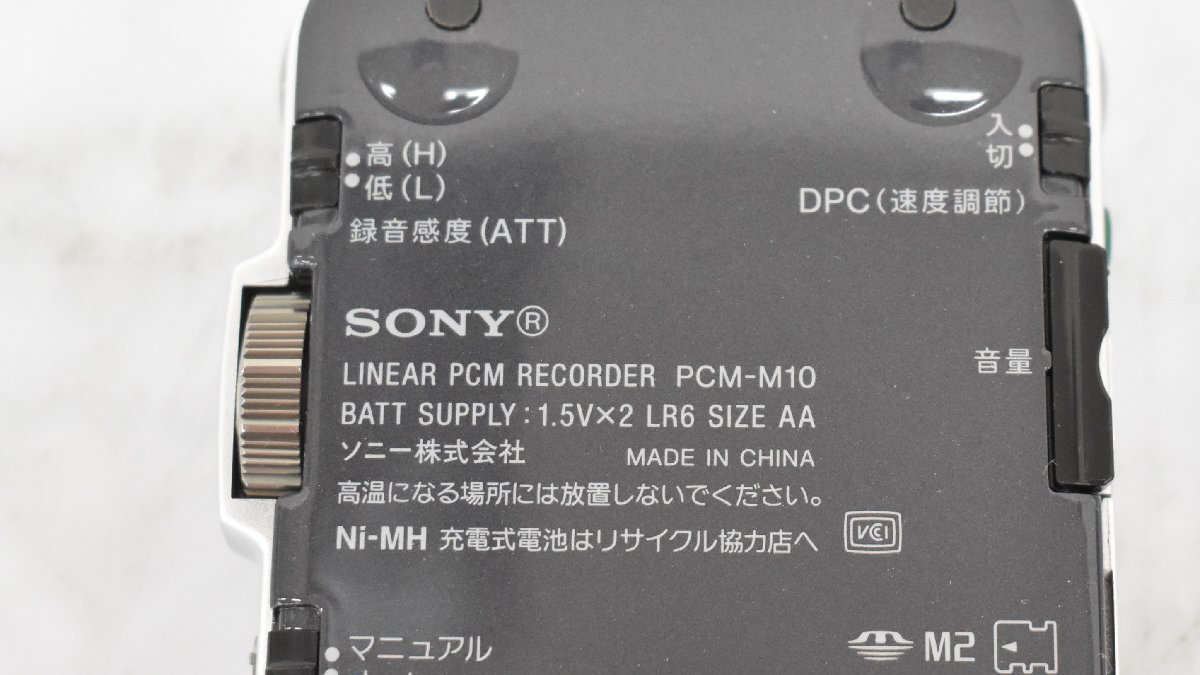 高(H)
低(L)
録音感度(ATT)
入
切
DPC(速度調節)
SONY®
LINEAR PCM RECORDER PCM-M10
音量
BATT SUPPLY : 1.5V×2 LR6 SIZE AA
ソニー株式会社 MADE IN CHINA
高温になる場所には放置しないでください。
Ni-MH 充電式電池はリサイクル協力店へ VCCI
マニュアル
M2